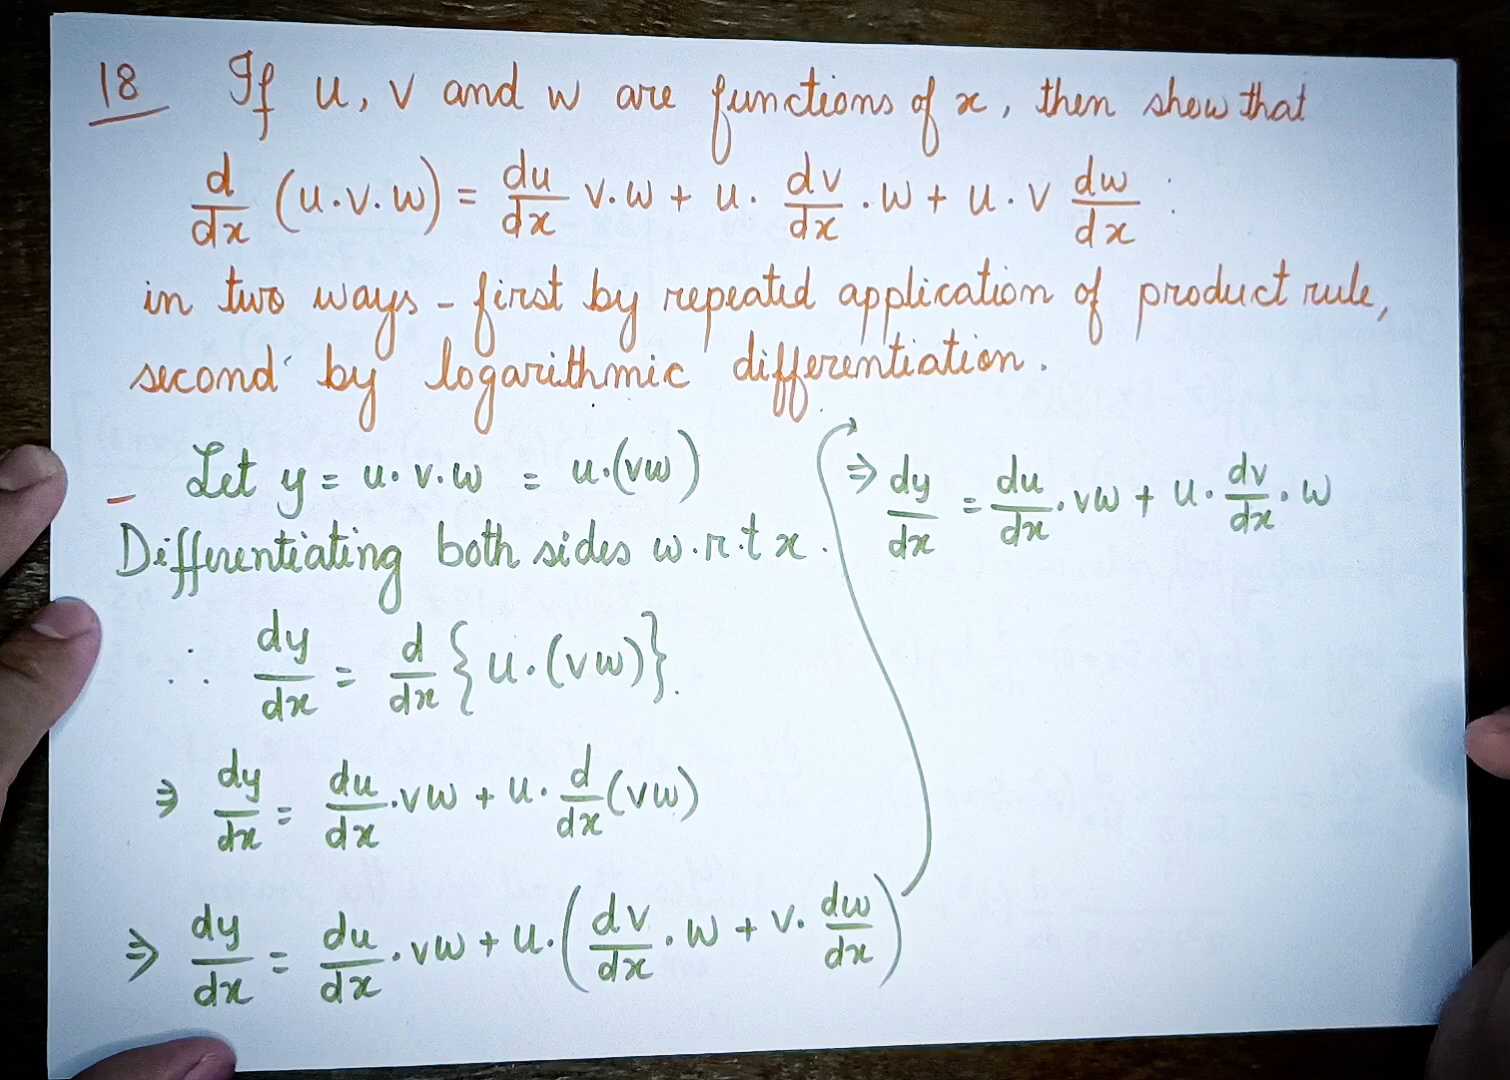 18 If u, v and w are functions of x, then show that
d/dx (u.v.w) = du/dx v.w + u. dv/dx .w + u.v dw/dx :
in two ways - first by repeated application of product rule,
second by logarithmic differentiation.
Let y = u.v.w = u.(vw)
Differentiating both sides w.r.t x.
∴ dy/dx = d/dx {u.(vw)}.
⇒ dy/dx = du/dx .vw + u. d/dx (vw)
⇒ dy/dx = du/dx .vw + u.(dv/dx .w + v. dw/dx)
⇒ dy/dx = du/dx .vw + u. dv/dx .w